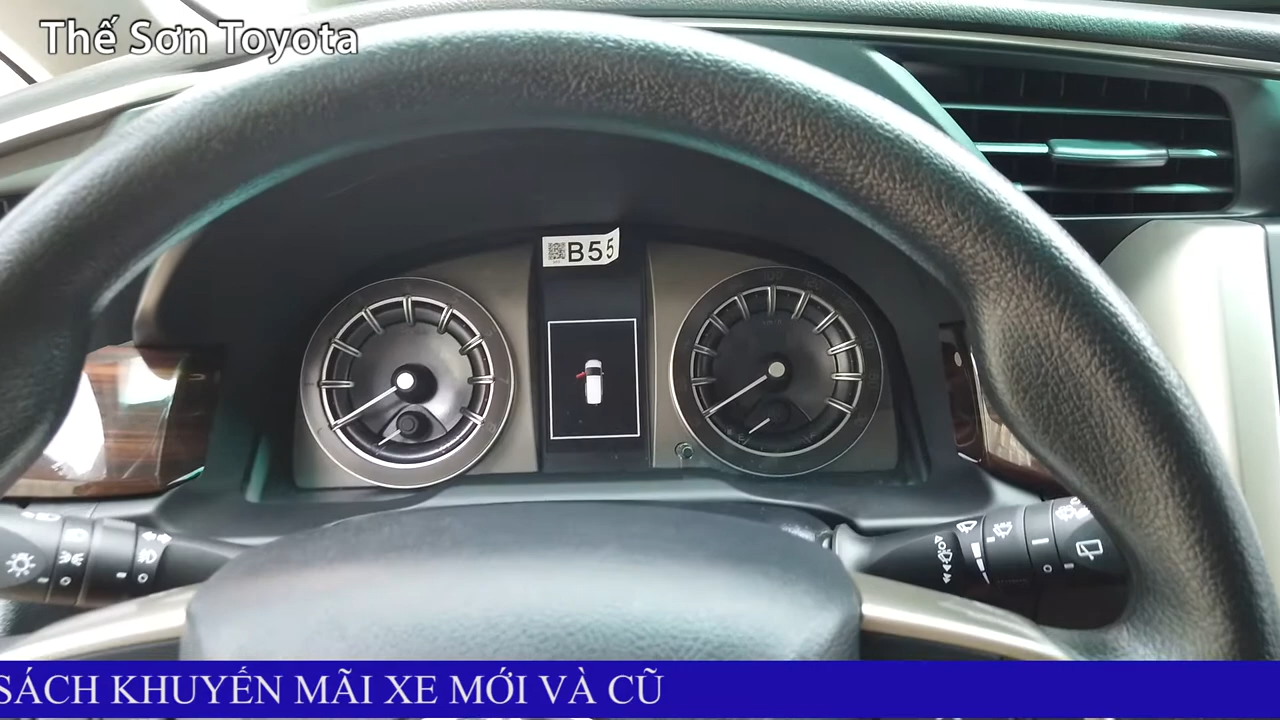 Thế Sơn Toyota
B55
SÁCH KHUYẾN MÃI XE MỚI VÀ CŨ